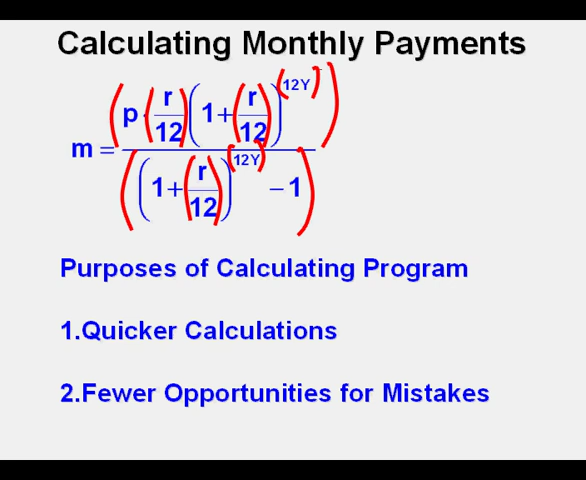 Calculating Monthly Payments
m = (p·(r/12)(1+(r/12))^(12Y)) / ((1+(r/12))^(12Y) − 1)
Purposes of Calculating Program
1.Quicker Calculations
2.Fewer Opportunities for Mistakes